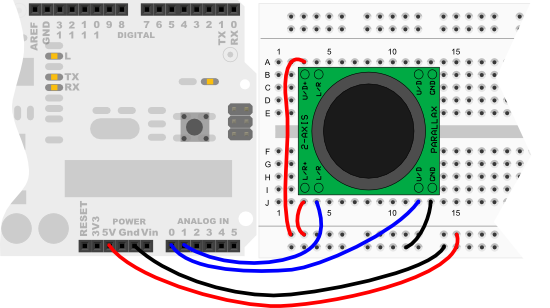 AREF
GND
13
12
11
10
9
8
7
6
5
4
3
2
1
0
DIGITAL
TX
RX
L
TX
RX
RESET
3V3
5V
Gnd
Vin
POWER
ANALOG IN
0 1 2 3 4 5
1 5 10 15
A
B
C
D
E
F
G
H
I
J
1 5 10 15
U/D+
L/R
U/D
GND
2-AXIS
PARALLAX
L/R+
L/R
U/D
GND